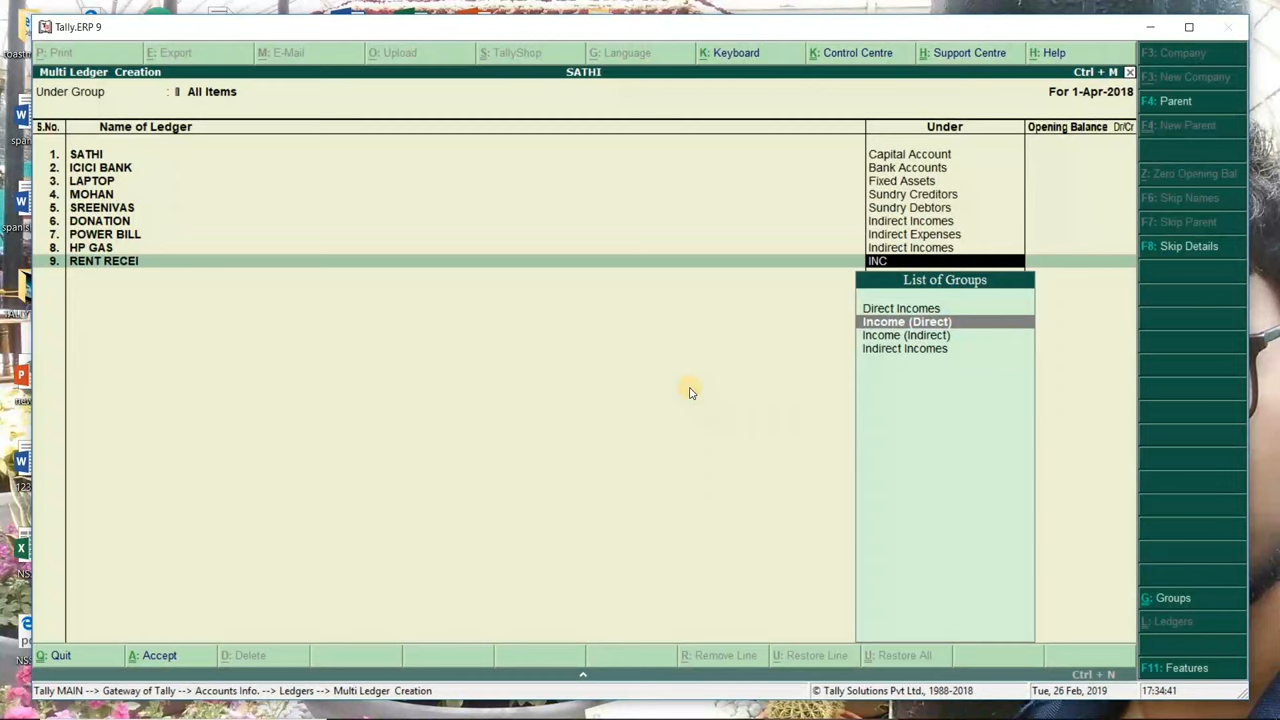 Tally.ERP 9
P: Print E: Export M: E-Mail O: Upload S: TallyShop G: Language K: Keyboard K: Control Centre H: Support Centre H: Help
F3: Company
Multi Ledger Creation SATHI Ctrl + M
F3: New Company
Under Group : All Items For 1-Apr-2018
F4: Parent
S.No. Name of Ledger Under Opening Balance Dr/Cr
F4: New Parent
1. SATHI Capital Account
2. ICICI BANK Bank Accounts
Z: Zero Opening Bal
3. LAPTOP Fixed Assets
4. MOHAN Sundry Creditors
F6: Skip Names
5. SREENIVAS Sundry Debtors
6. DONATION Indirect Incomes
F7: Skip Parent
7. POWER BILL Indirect Expenses
8. HP GAS Indirect Incomes
F8: Skip Details
9. RENT RECEI INC
List of Groups
Direct Incomes
Income (Direct)
Income (Indirect)
Indirect Incomes
G: Groups
L: Ledgers
Q: Quit A: Accept D: Delete R: Remove Line U: Restore Line U: Restore All
F11: Features
Ctrl + N
Tally MAIN --> Gateway of Tally --> Accounts Info. --> Ledgers --> Multi Ledger Creation © Tally Solutions Pvt Ltd., 1988-2018 Tue, 26 Feb, 2019 17:34:41